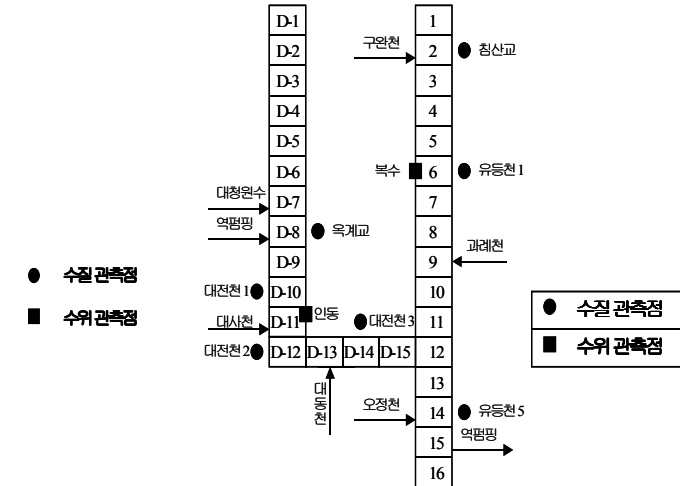 D-1
1
D-2
구완천
2
침산교
D-3
3
D-4
4
D-5
5
D-6
복수
6
유등천 1
대청원수
D-7
7
역펌핑
D-8
옥계교
8
과례천
D-9
9
수질 관측점
대전천 1
D-10
10
인동
수질 관측점
수위 관측점
대사천
D-11
대전천 3
11
대전천 2
D-12
D-13
D-14
D-15
12
수위 관측점
13
대동천
오정천
14
유등천 5
역펌핑
15
16